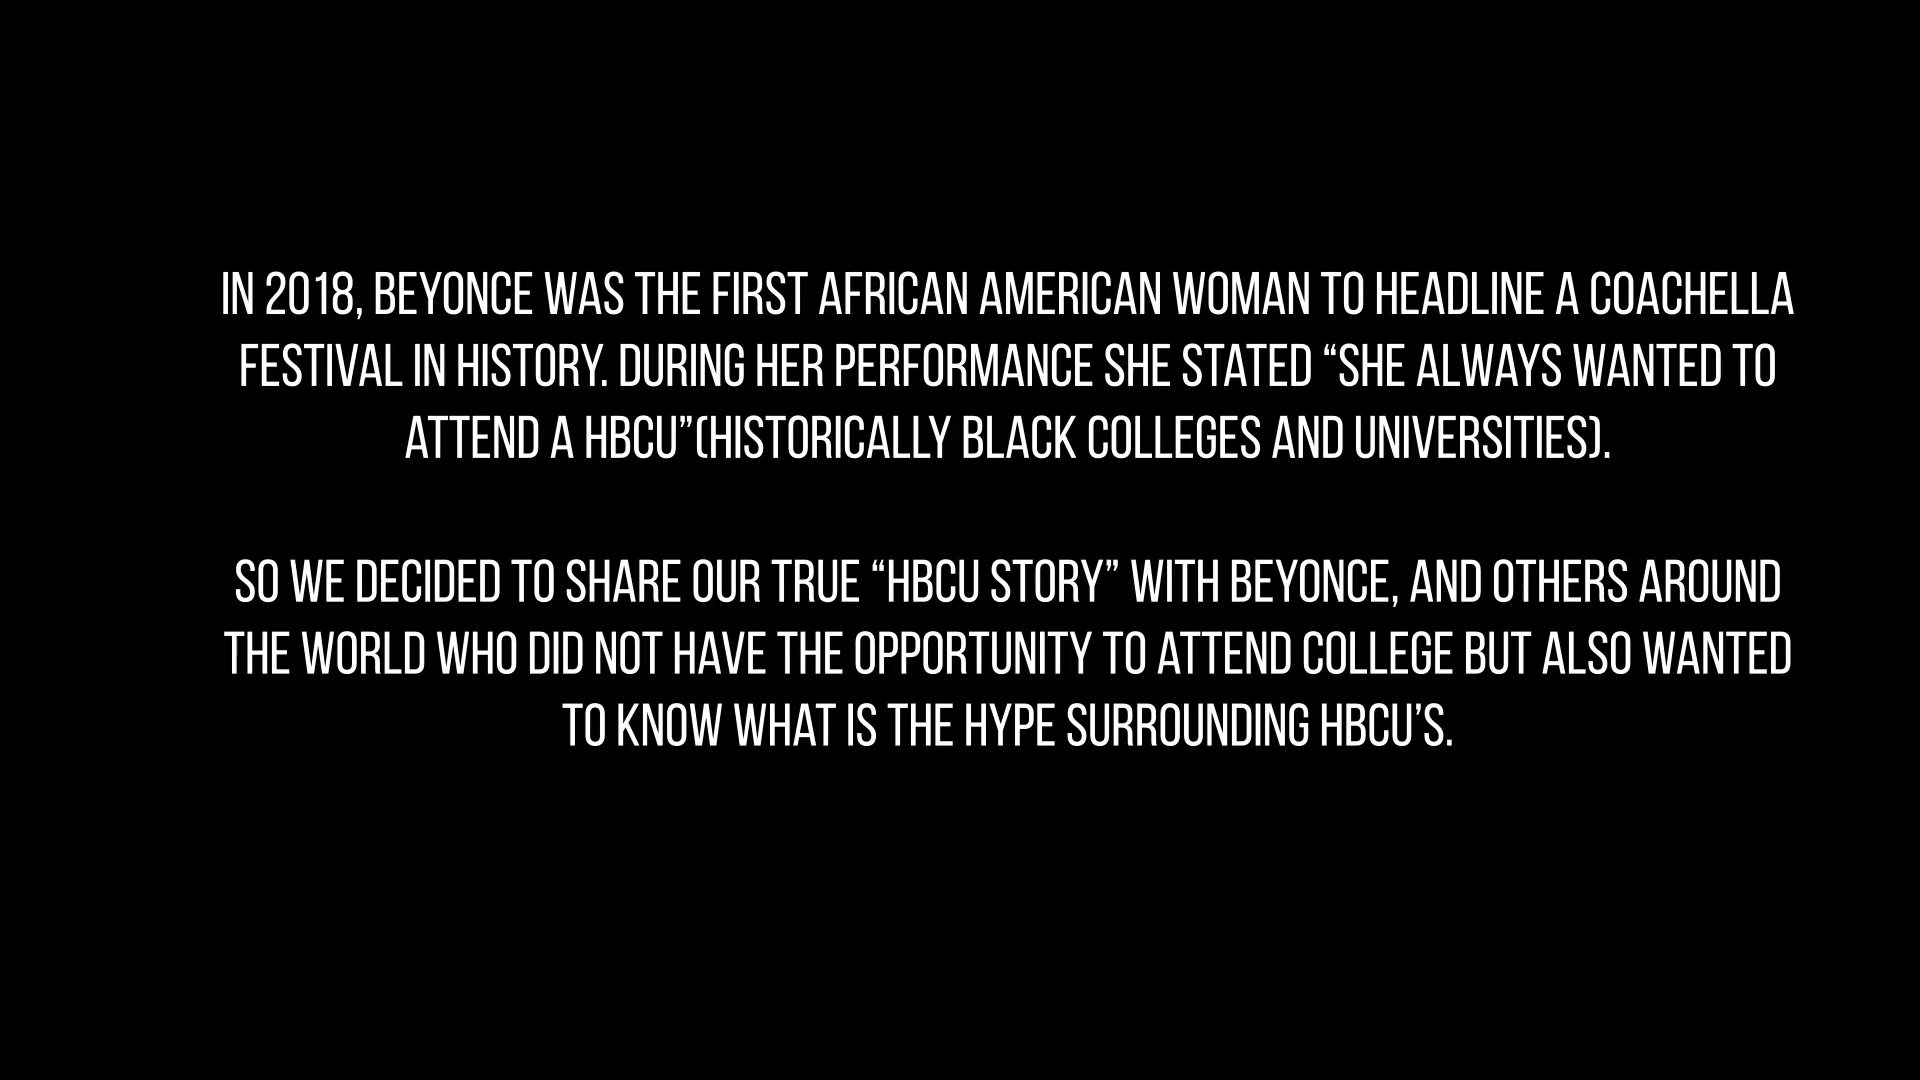 IN 2018, BEYONCE WAS THE FIRST AFRICAN AMERICAN WOMAN TO HEADLINE A COACHELLA
FESTIVAL IN HISTORY. DURING HER PERFORMANCE SHE STATED “SHE ALWAYS WANTED TO
ATTEND A HBCU”(HISTORICALLY BLACK COLLEGES AND UNIVERSITIES).
SO WE DECIDED TO SHARE OUR TRUE “HBCU STORY” WITH BEYONCE, AND OTHERS AROUND
THE WORLD WHO DID NOT HAVE THE OPPORTUNITY TO ATTEND COLLEGE BUT ALSO WANTED
TO KNOW WHAT IS THE HYPE SURROUNDING HBCU’S.